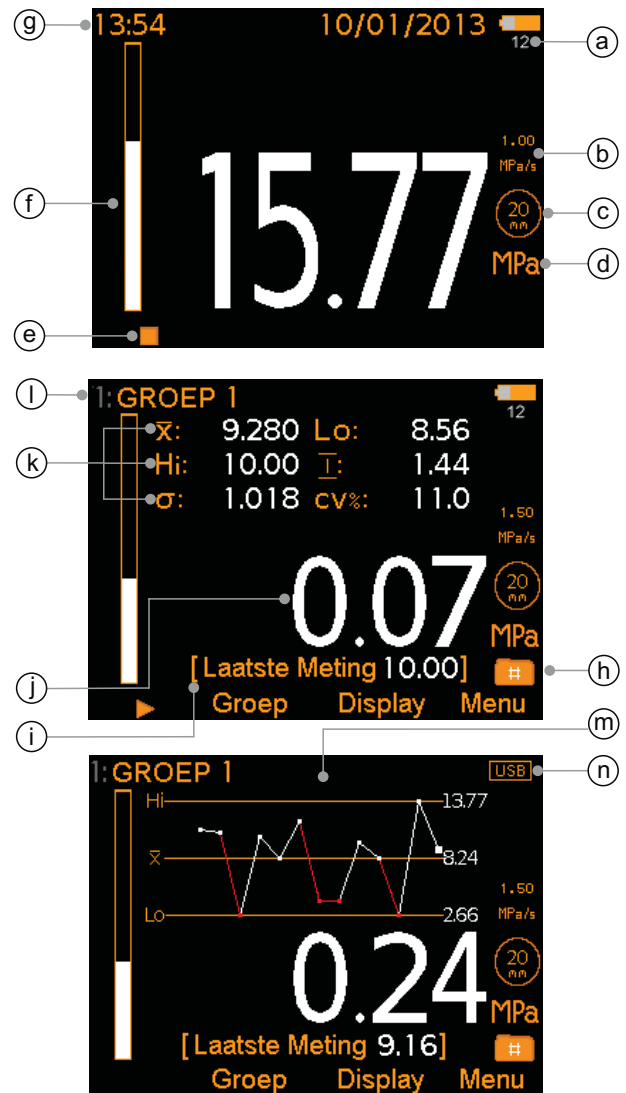 g 13:54 10/01/2013
12 a
1.00 b
MPa/s
f 15.77 20 mm c
MPa d
e
l 1: GROEP 1
12
x̅: 9.280 Lo: 8.56
k Hi: 10.00 I̲̅: 1.44
σ: 1.018 cv%: 11.0
1.50
MPa/s
0.07 20 mm
MPa
j [Laatste Meting 10.00] # h
i Groep Display Menu
m
1: GROEP 1 USB n
Hi 13.77
x̅ 8.24
1.50
Lo 2.66 MPa/s
0.24 20 mm
MPa
[Laatste Meting 9.16] #
Groep Display Menu